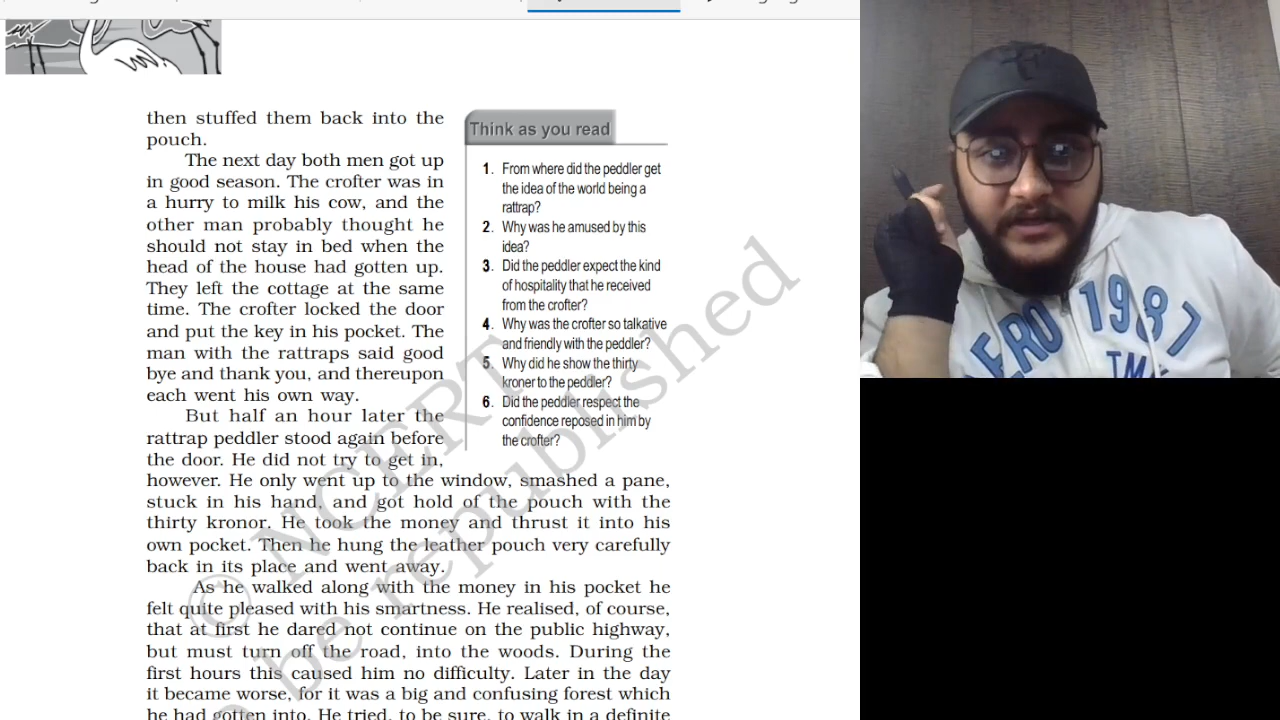 then stuffed them back into the
pouch.
The next day both men got up
in good season. The crofter was in
a hurry to milk his cow, and the
other man probably thought he
should not stay in bed when the
head of the house had gotten up.
They left the cottage at the same
time. The crofter locked the door
and put the key in his pocket. The
man with the rattraps said good
bye and thank you, and thereupon
each went his own way.
But half an hour later the
rattrap peddler stood again before
the door. He did not try to get in,
however. He only went up to the window, smashed a pane,
stuck in his hand, and got hold of the pouch with the
thirty kronor. He took the money and thrust it into his
own pocket. Then he hung the leather pouch very carefully
back in its place and went away.
As he walked along with the money in his pocket he
felt quite pleased with his smartness. He realised, of course,
that at first he dared not continue on the public highway,
but must turn off the road, into the woods. During the
first hours this caused him no difficulty. Later in the day
it became worse, for it was a big and confusing forest which
he had gotten into. He tried, to be sure, to walk in a definite
Think as you read
1. From where did the peddler get
the idea of the world being a
rattrap?
2. Why was he amused by this
idea?
3. Did the peddler expect the kind
of hospitality that he received
from the crofter?
4. Why was the crofter so talkative
and friendly with the peddler?
5. Why did he show the thirty
kroner to the peddler?
6. Did the peddler respect the
confidence reposed in him by
the crofter?
© NCERT
be republished
1987